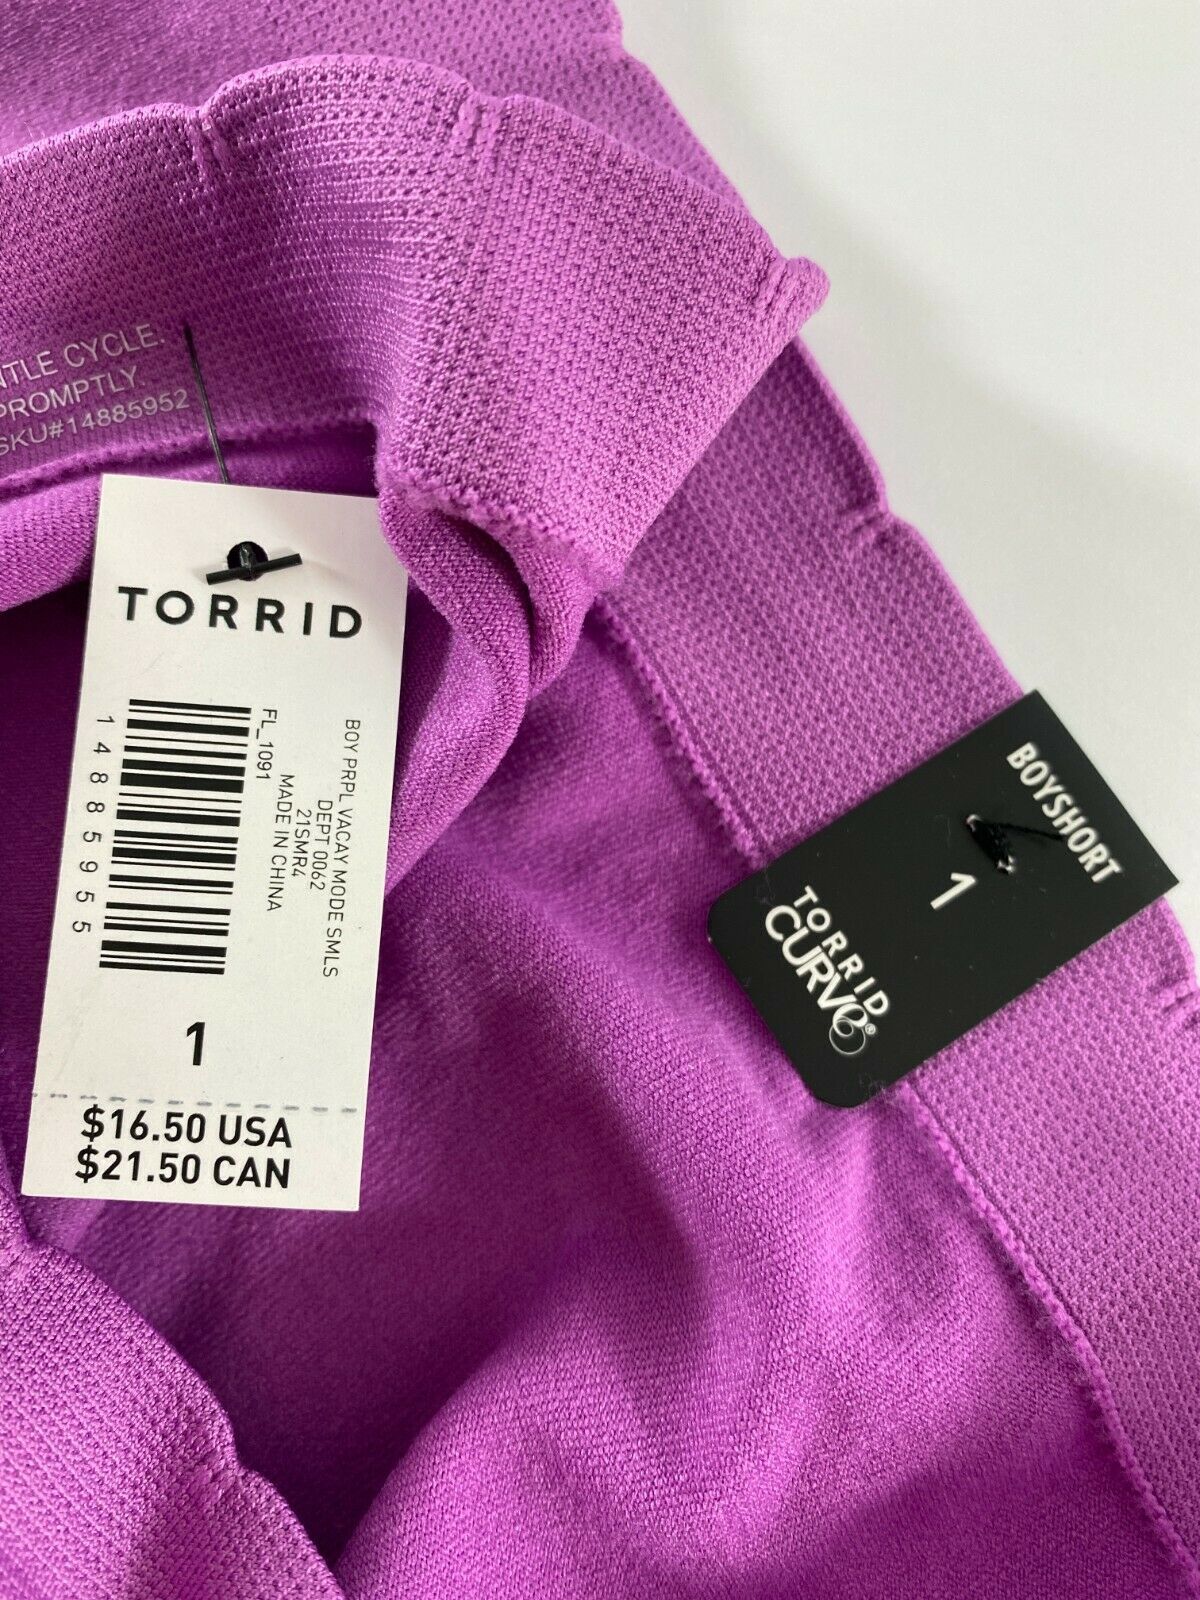 NTLE CYCLE.
PROMPTLY.
SKU#14885952
TORRID
BOY PRPL VACAY MODE SMLS
DEPT 0062
21SMR4
MADE IN CHINA
FL_1091
14885955
1
$16.50 USA
$21.50 CAN
BOYSHORT
1
TORRID
CURVE®